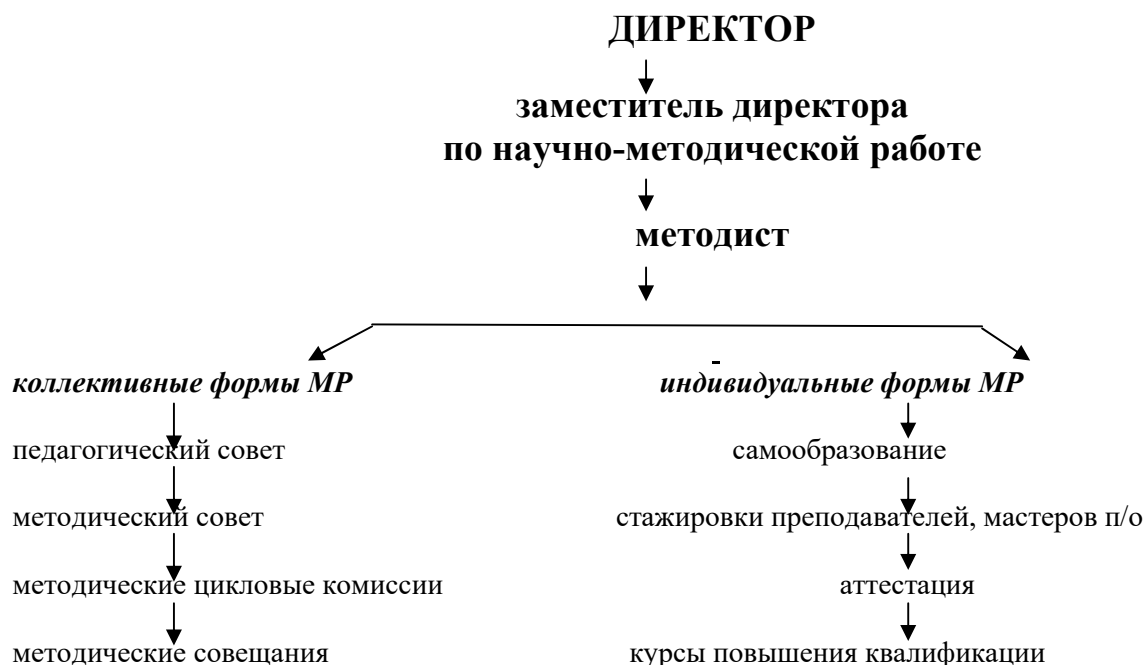 ДИРЕКТОР
заместитель директора
по научно-методической работе
методист
коллективные формы МР
индивидуальные формы МР
педагогический совет
самообразование
методический совет
стажировки преподавателей, мастеров п/о
методические цикловые комиссии
аттестация
методические совещания
курсы повышения квалификации